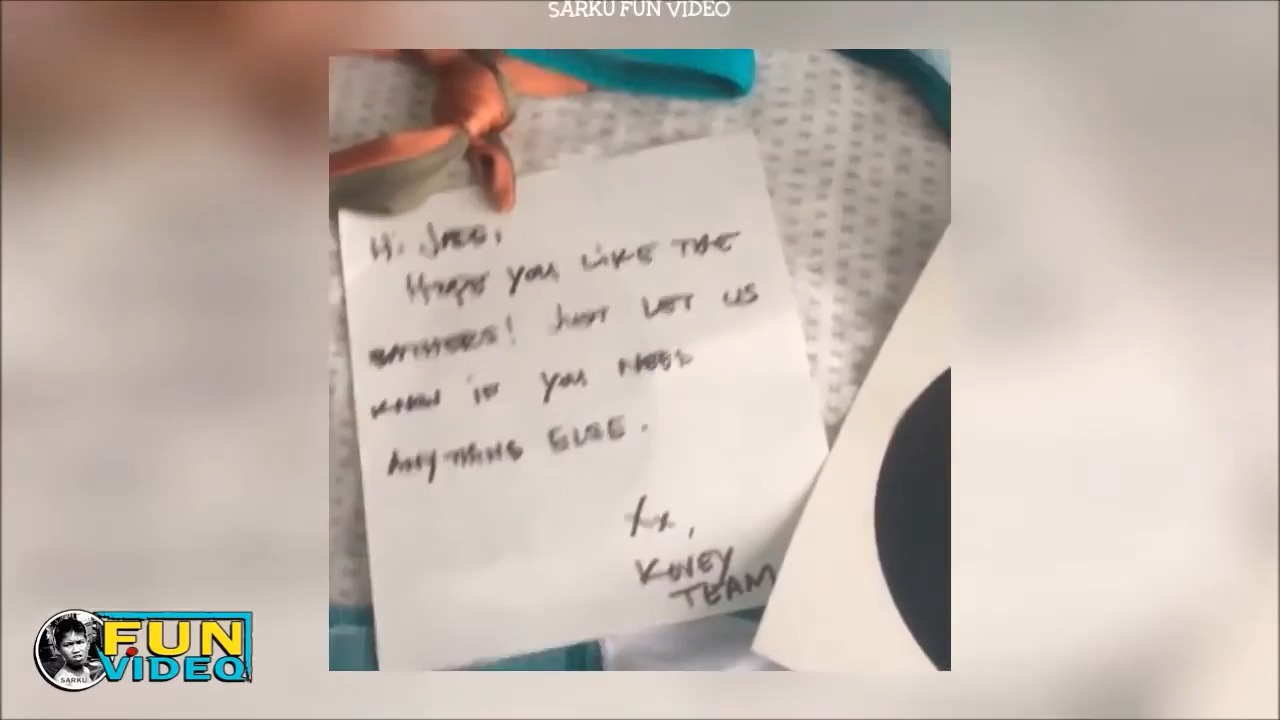 SARKU FUN VIDEO
Hi JREE,
HOPE YOU LIKE THE
BATHERS! JUST LET US
KNOW IF YOU NEED
ANYTHING ELSE.
Xx,
TEAM
FUN
VIDEO
SARKU